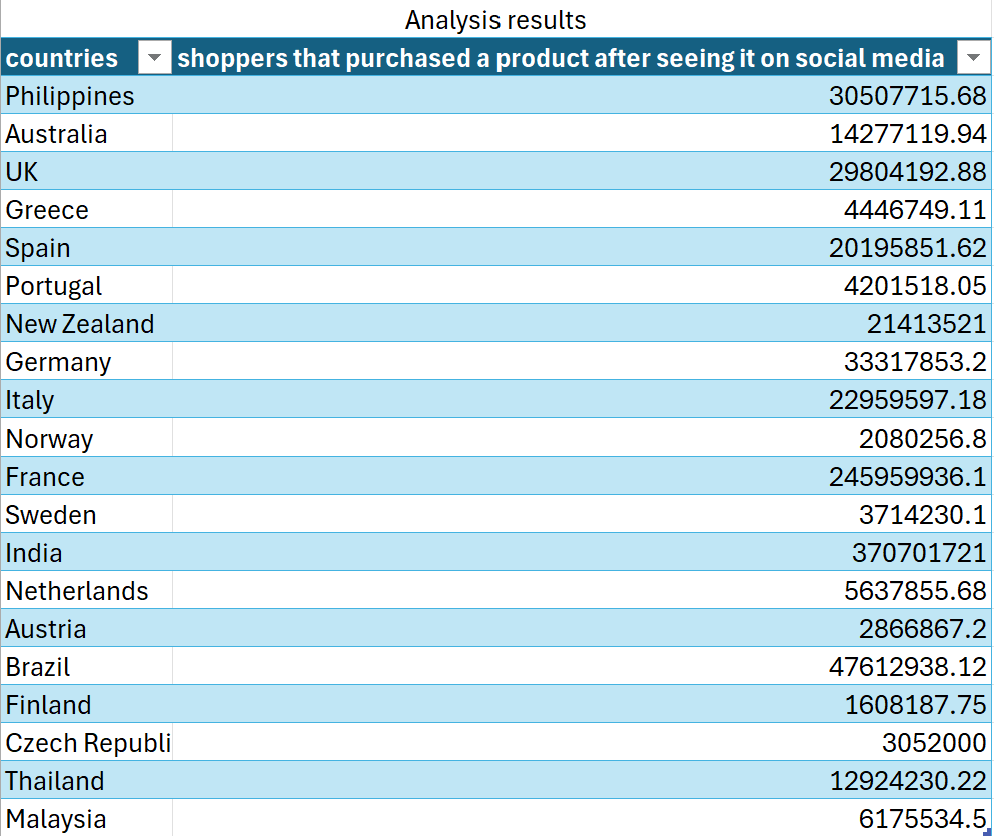 Analysis results
countries shoppers that purchased a product after seeing it on social media
Philippines 30507715.68
Australia 14277119.94
UK 29804192.88
Greece 4446749.11
Spain 20195851.62
Portugal 4201518.05
New Zealand 21413521
Germany 33317853.2
Italy 22959597.18
Norway 2080256.8
France 245959936.1
Sweden 3714230.1
India 370701721
Netherlands 5637855.68
Austria 2866867.2
Brazil 47612938.12
Finland 1608187.75
Czech Republi 3052000
Thailand 12924230.22
Malaysia 6175534.5